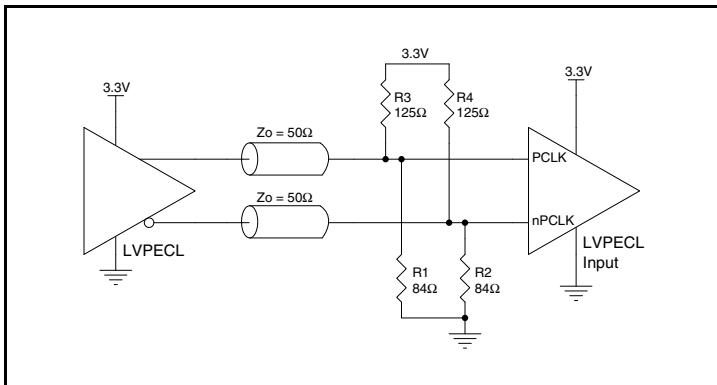 3.3V
3.3V
3.3V
R3
125Ω
R4
125Ω
Zo = 50Ω
PCLK
Zo = 50Ω
nPCLK
LVPECL
LVPECL
Input
R1
84Ω
R2
84Ω